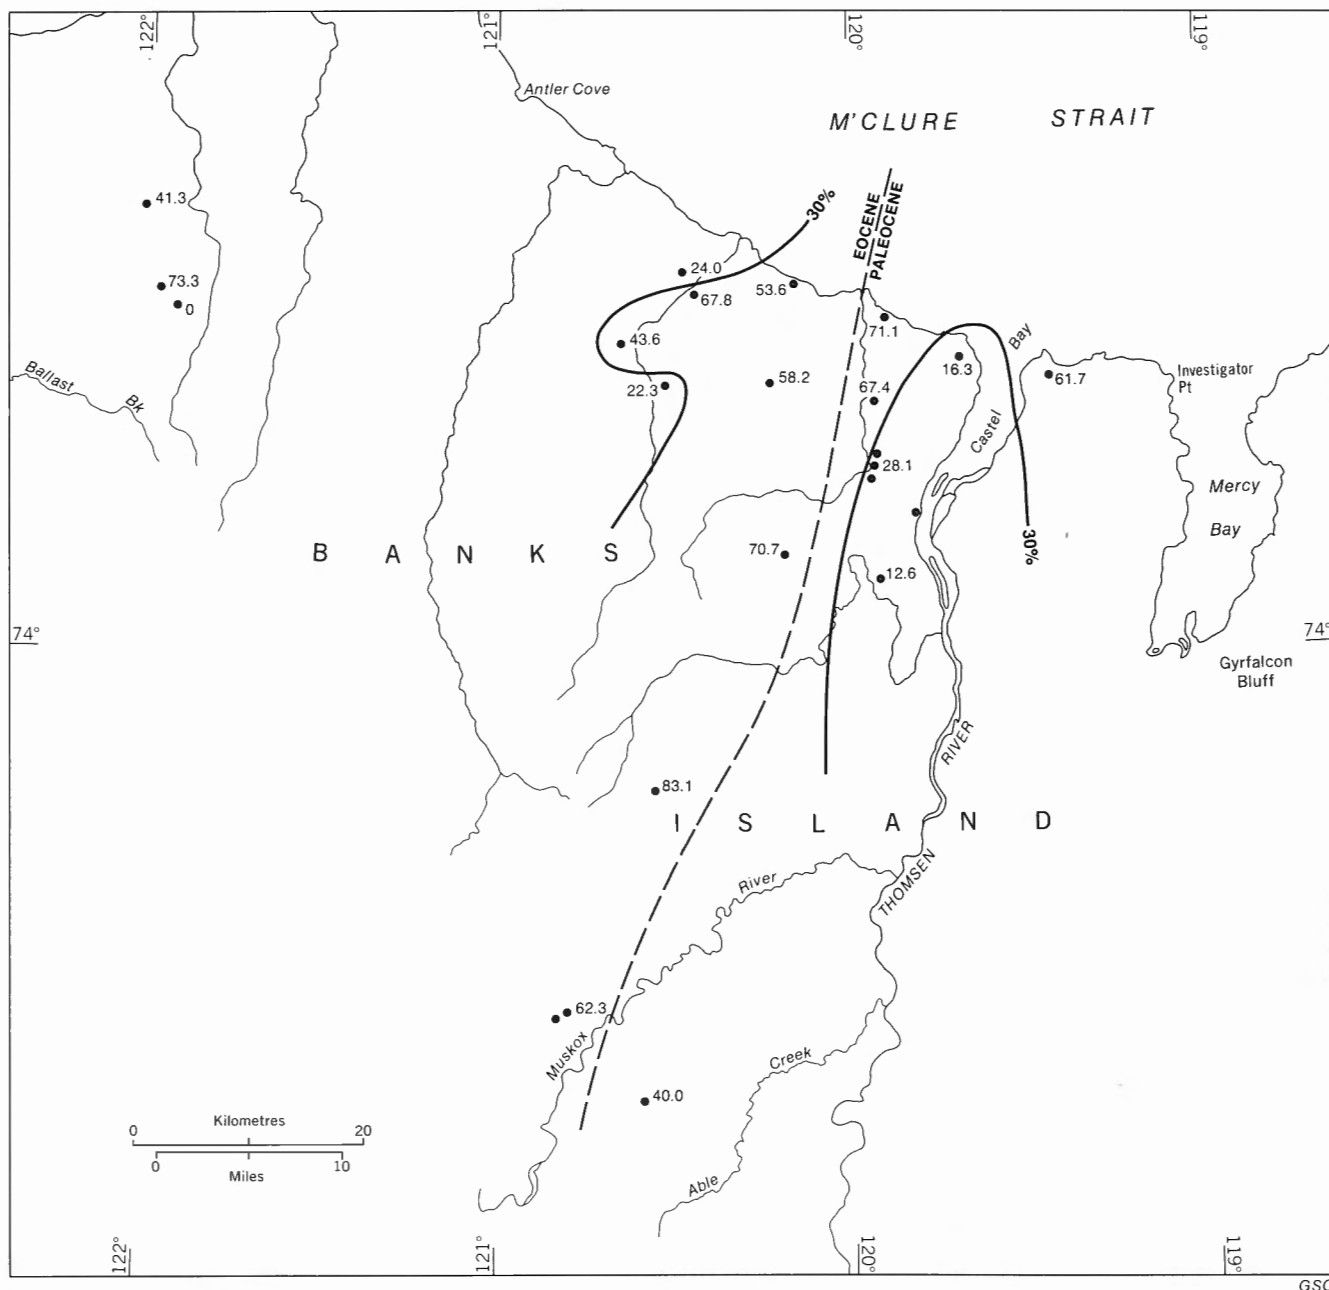 122°
121°
120°
119°
Antler Cove
M'CLURE STRAIT
41.3
30%
EOCENE
PALEOCENE
24.0
73.3
67.8
53.6
0
71.1
43.6
Bay
16.3
61.7
Investigator
Pt
Ballast
Bk
22.3
58.2
67.4
Castel
28.1
Mercy
Bay
BANKS
70.7
30%
12.6
74°
74°
Gyrfalcon
Bluff
RIVER
83.1
ISLAND
River
THOMSEN
62.3
Muskox
Creek
40.0
Kilometres
0 20
0 10
Miles
Able
122°
121°
120°
119°
GSC